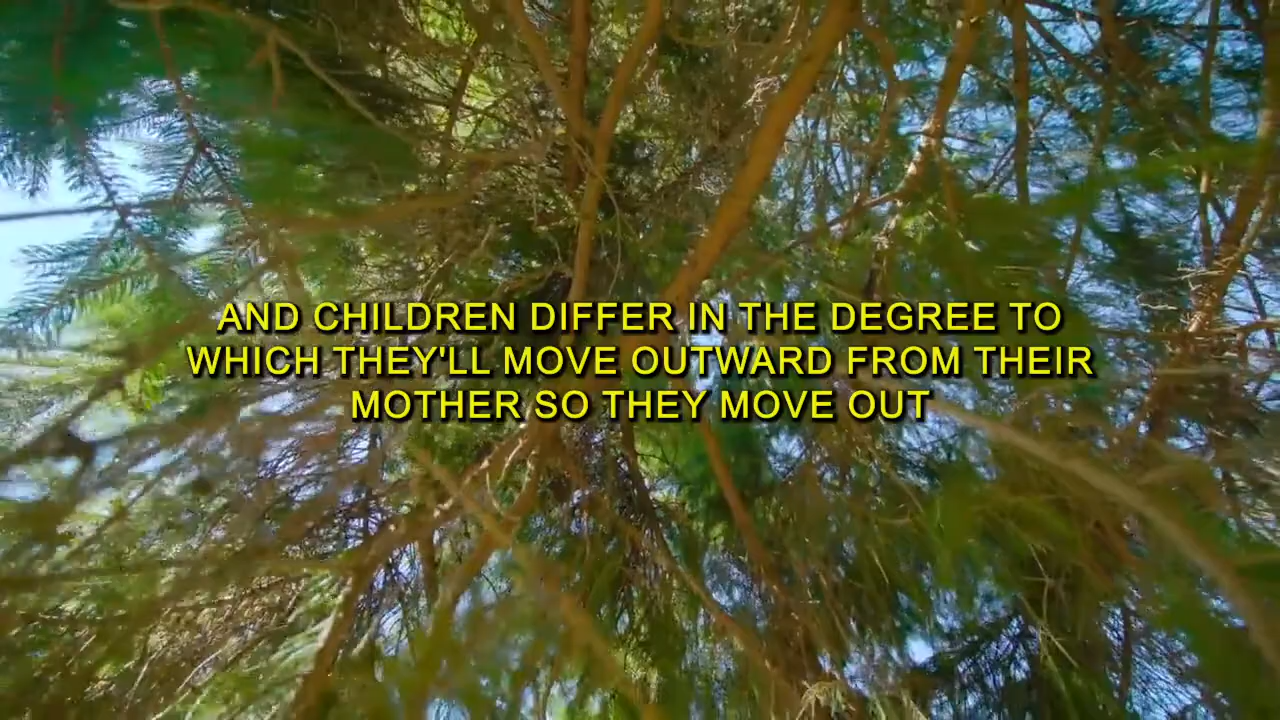 AND CHILDREN DIFFER IN THE DEGREE TO
WHICH THEY'LL MOVE OUTWARD FROM THEIR
MOTHER SO THEY MOVE OUT